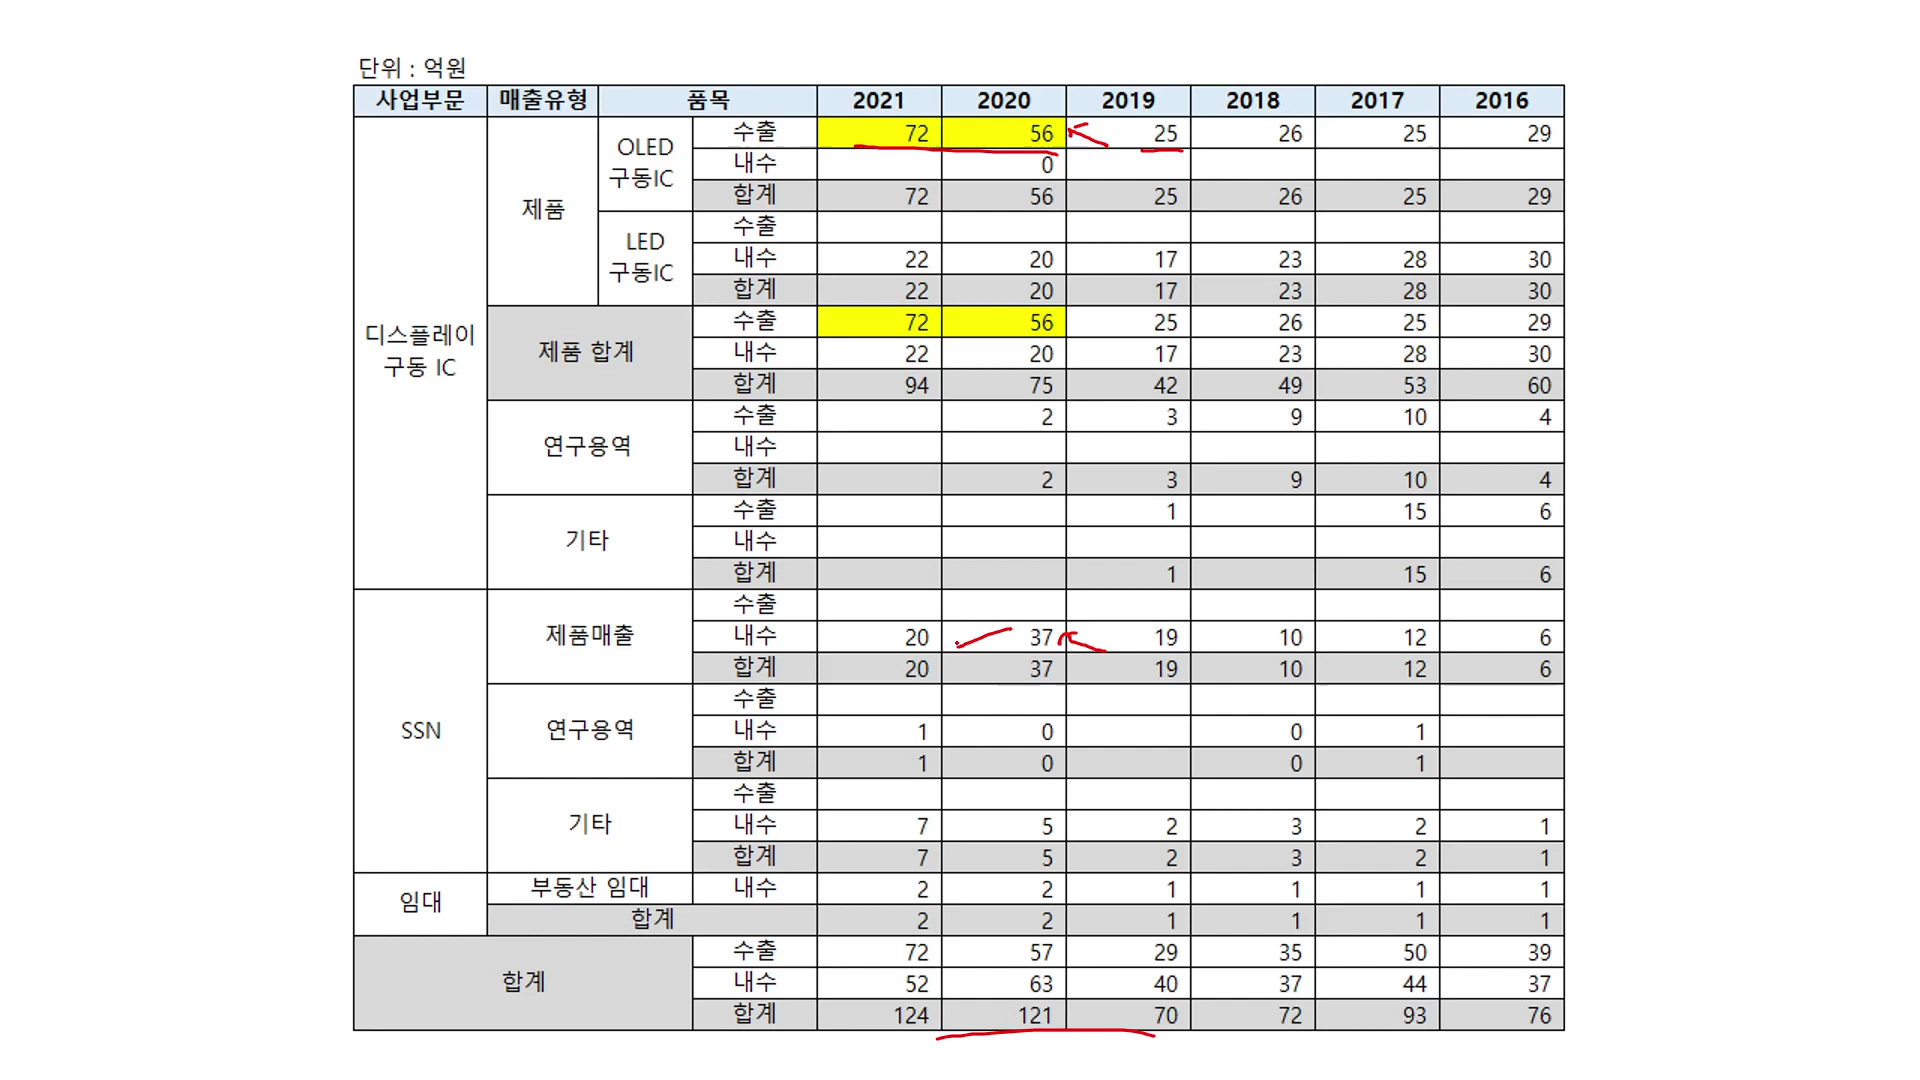 단위 : 억원
사업부문 매출유형 품목 2021 2020 2019 2018 2017 2016
디스플레이 구동 IC 제품 OLED 구동IC 수출 72 56 25 26 25 29
내수 0
합계 72 56 25 26 25 29
LED 구동IC 수출
내수 22 20 17 23 28 30
합계 22 20 17 23 28 30
제품 합계 수출 72 56 25 26 25 29
내수 22 20 17 23 28 30
합계 94 75 42 49 53 60
연구용역 수출 2 3 9 10 4
내수
합계 2 3 9 10 4
기타 수출 1 15 6
내수
합계 1 15 6
SSN 제품매출 수출
내수 20 37 19 10 12 6
합계 20 37 19 10 12 6
연구용역 수출
내수 1 0 0 1
합계 1 0 0 1
기타 수출
내수 7 5 2 3 2 1
합계 7 5 2 3 2 1
임대 부동산 임대 내수 2 2 1 1 1 1
합계 2 2 1 1 1 1
합계 수출 72 57 29 35 50 39
내수 52 63 40 37 44 37
합계 124 121 70 72 93 76